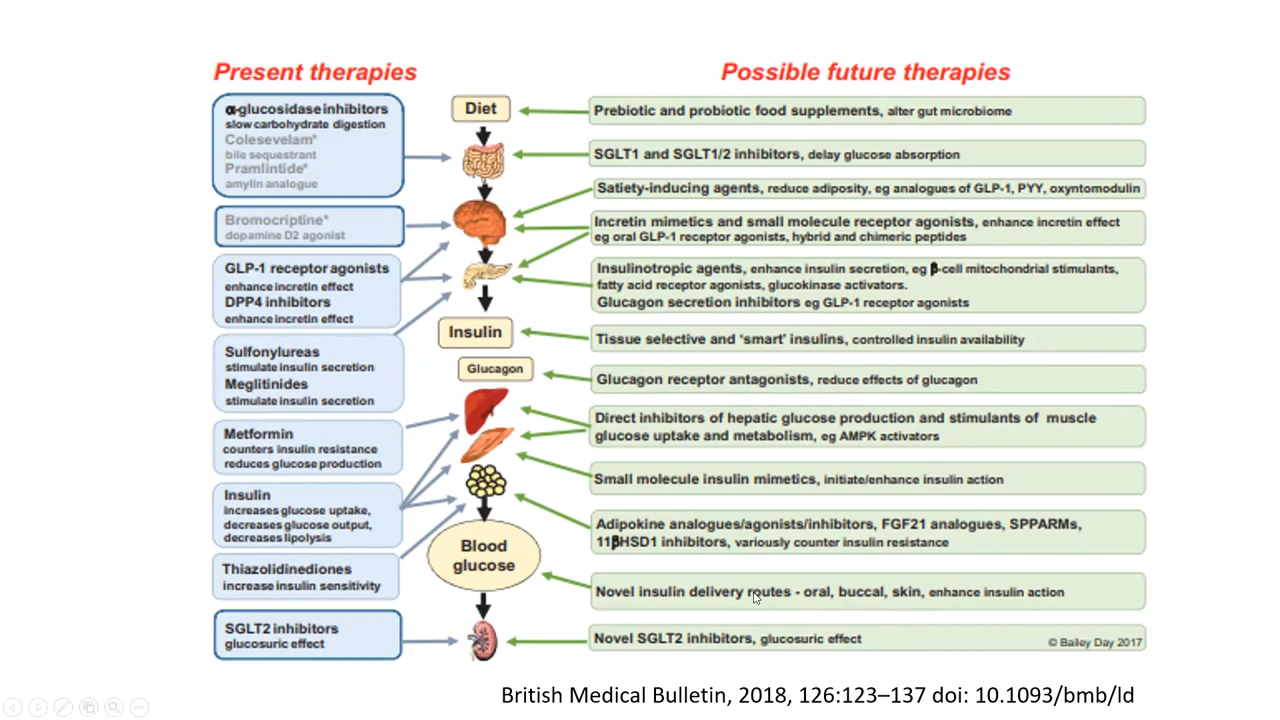 Present therapies
α-glucosidase inhibitors
slow carbohydrate digestion
Colesevelam*
bile sequestrant
Pramlintide*
amylin analogue
Bromocriptine*
dopamine D2 agonist
GLP-1 receptor agonists
enhance incretin effect
DPP4 inhibitors
enhance incretin effect
Sulfonylureas
stimulate insulin secretion
Meglitinides
stimulate insulin secretion
Metformin
counters insulin resistance
reduces glucose production
Insulin
increases glucose uptake,
decreases glucose output,
decreases lipolysis
Thiazolidinediones
increase insulin sensitivity
SGLT2 inhibitors
glucosuric effect
Diet
Insulin
Glucagon
Blood
glucose
Possible future therapies
Prebiotic and probiotic food supplements, alter gut microbiome
SGLT1 and SGLT1/2 inhibitors, delay glucose absorption
Satiety-inducing agents, reduce adiposity, eg analogues of GLP-1, PYY, oxyntomodulin
Incretin mimetics and small molecule receptor agonists, enhance incretin effect
eg oral GLP-1 receptor agonists, hybrid and chimeric peptides
Insulinotropic agents, enhance insulin secretion, eg β-cell mitochondrial stimulants,
fatty acid receptor agonists, glucokinase activators.
Glucagon secretion inhibitors eg GLP-1 receptor agonists
Tissue selective and ‘smart’ insulins, controlled insulin availability
Glucagon receptor antagonists, reduce effects of glucagon
Direct inhibitors of hepatic glucose production and stimulants of muscle
glucose uptake and metabolism, eg AMPK activators
Small molecule insulin mimetics, initiate/enhance insulin action
Adipokine analogues/agonists/inhibitors, FGF21 analogues, SPPARMs,
11βHSD1 inhibitors, variously counter insulin resistance
Novel insulin delivery routes - oral, buccal, skin, enhance insulin action
Novel SGLT2 inhibitors, glucosuric effect
© Bailey Day 2017
British Medical Bulletin, 2018, 126:123–137 doi: 10.1093/bmb/ld